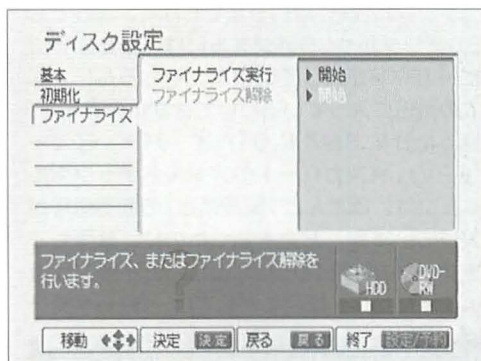 ディスク設定
基本
初期化
ファイナライズ
ファイナライズ実行 ▶開始
ファイナライズ解除 ▶開始
ファイナライズ、またはファイナライズ解除を
行います。
HDD
DVD-
RW
移動 決定 決定 戻る 戻る 終了 設定/予約